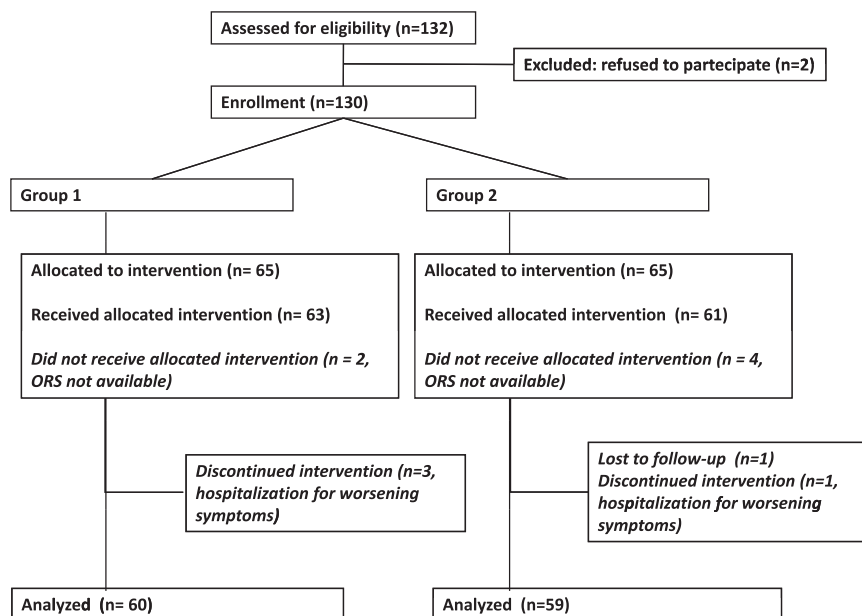 Assessed for eligibility (n=132)
Excluded: refused to partecipate (n=2)
Enrollment (n=130)
Group 1
Group 2
Allocated to intervention (n= 65)
Received allocated intervention (n= 63)
Did not receive allocated intervention (n = 2,
ORS not available)
Allocated to intervention (n= 65)
Received allocated intervention  (n= 61)
Did not receive allocated intervention (n = 4,
ORS not available)
Discontinued intervention (n=3,
hospitalization for worsening
symptoms)
Lost to follow-up  (n=1)
Discontinued intervention (n=1,
hospitalization for worsening
symptoms)
Analyzed  (n= 60)
Analyzed  (n=59)